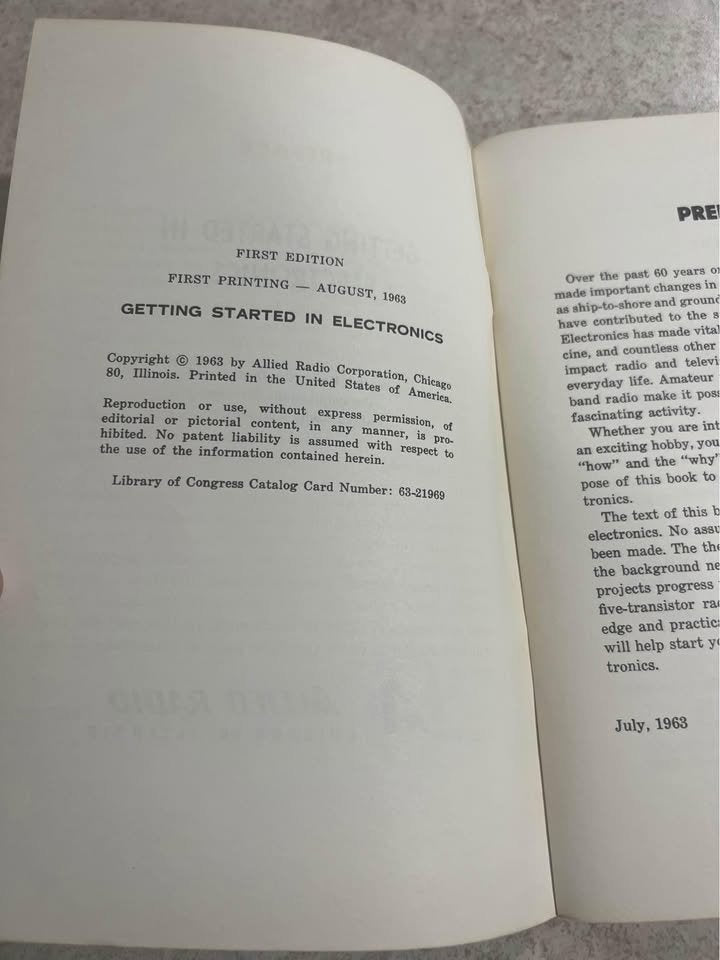 FIRST EDITION
FIRST PRINTING — AUGUST, 1963
GETTING STARTED IN ELECTRONICS
Copyright © 1963 by Allied Radio Corporation, Chicago
80, Illinois. Printed in the United States of America.
Reproduction or use, without express permission, of
editorial or pictorial content, in any manner, is pro-
hibited. No patent liability is assumed with respect to
the use of the information contained herein.
Library of Congress Catalog Card Number: 63-21969
Over the past 60 years
made important changes in
as ship-to-shore and ground
have contributed to the
Electronics has made
cine, and countless other
impact radio and
everyday life. Amateur
band radio make it
fascinating activity.
Whether you are
an exciting hobby, you
"how" and the "why"
pose of this book to
tronics.
The text of this
electronics. No
been made. The
the background
projects progress
five-transistor
edge and
will help start
tronics.
July, 1963